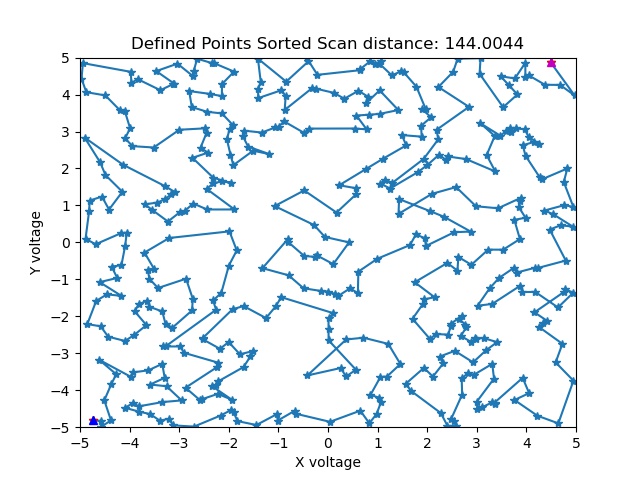 Defined Points Sorted Scan distance: 144.0044
Y voltage
5
4
3
2
1
0
−1
−2
−3
−4
−5
−5 −4 −3 −2 −1 0 1 2 3 4 5
X voltage